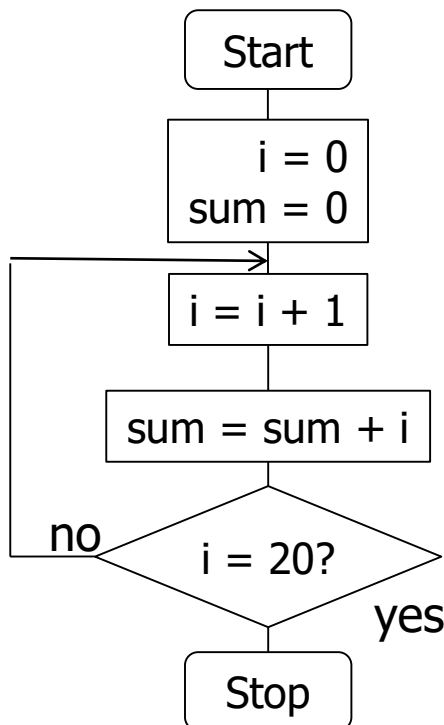 Start
i = 0
sum = 0
i = i + 1
sum = sum + i
no
i = 20?
yes
Stop